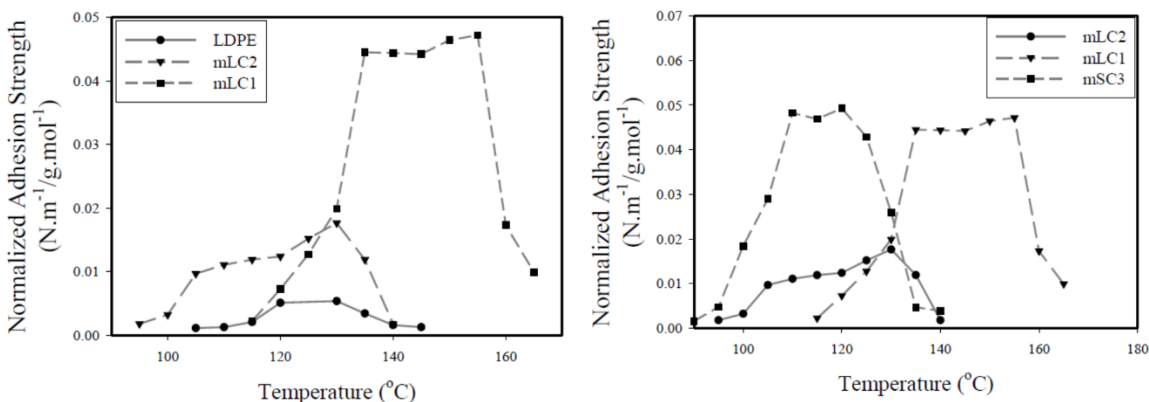 Normalized Adhesion Strength
(N.m⁻¹/g.mol⁻¹)
0.05
0.04
0.03
0.02
0.01
0.00
LDPE
mLC2
mLC1
100
120
140
160
Temperature (°C)
Normalized Adhesion Strength
(N.m⁻¹/g.mol⁻¹)
0.07
0.06
0.05
0.04
0.03
0.02
0.01
0.00
mLC2
mLC1
mSC3
100
120
140
160
180
Temperature (°C)